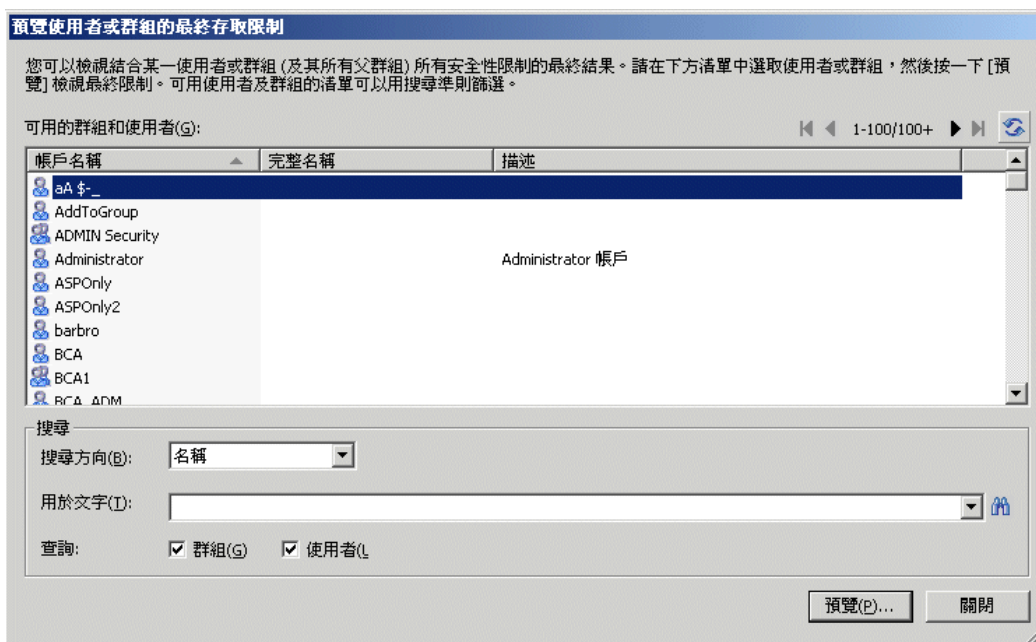 預覽使用者或群組的最終存取限制
您可以檢視結合某一使用者或群組 (及其所有父群組) 所有安全性限制的最終結果。請在下方清單中選取使用者或群組，然後按一下 [預
覽] 檢視最終限制。可用使用者及群組的清單可以用搜尋準則篩選。
可用的群組和使用者(G): 1-100/100+
帳戶名稱 完整名稱 描述
aA $-_
AddToGroup
ADMIN Security
Administrator Administrator 帳戶
ASPOnly
ASPOnly2
barbro
BCA
BCA1
BCA_ADM
搜尋
搜尋方向(B): 名稱
用於文字(T):
查詢: 群組(G) 使用者(L
預覽(P)... 關閉